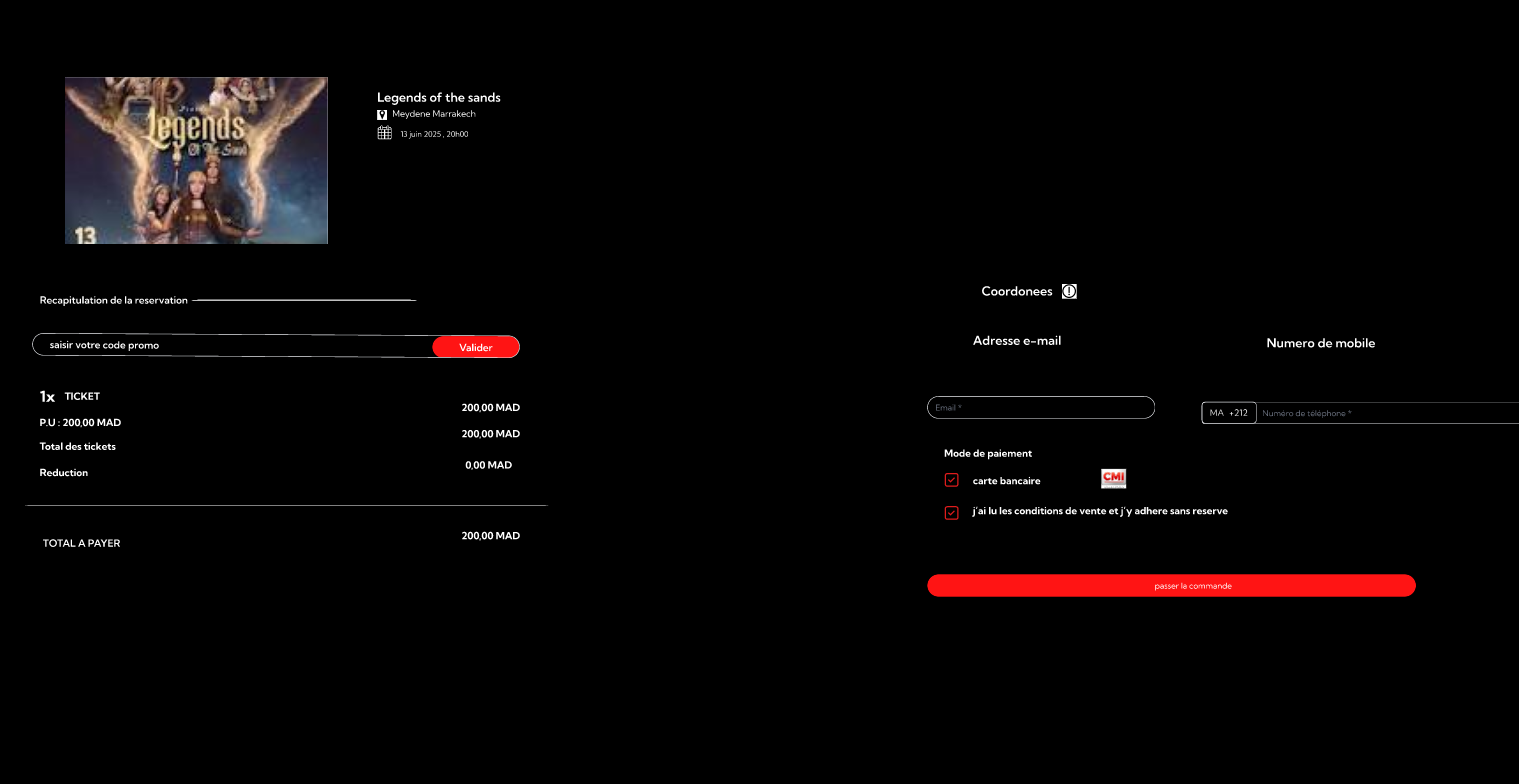 Legends
Of The Sands
13
Legends of the sands
Meydene Marrakech
13 juin 2025 , 20h00
Recapitulation de la reservation
saisir votre code promo
Valider
1x TICKET
200,00 MAD
P.U : 200,00 MAD
200,00 MAD
Total des tickets
0,00 MAD
Reduction
TOTAL A PAYER
200,00 MAD
Coordonees
Adresse e-mail
Numero de mobile
Email *
MA +212
Numéro de téléphone *
Mode de paiement
carte bancaire
CMI
j'ai lu les conditions de vente et j'y adhere sans reserve
passer la commande